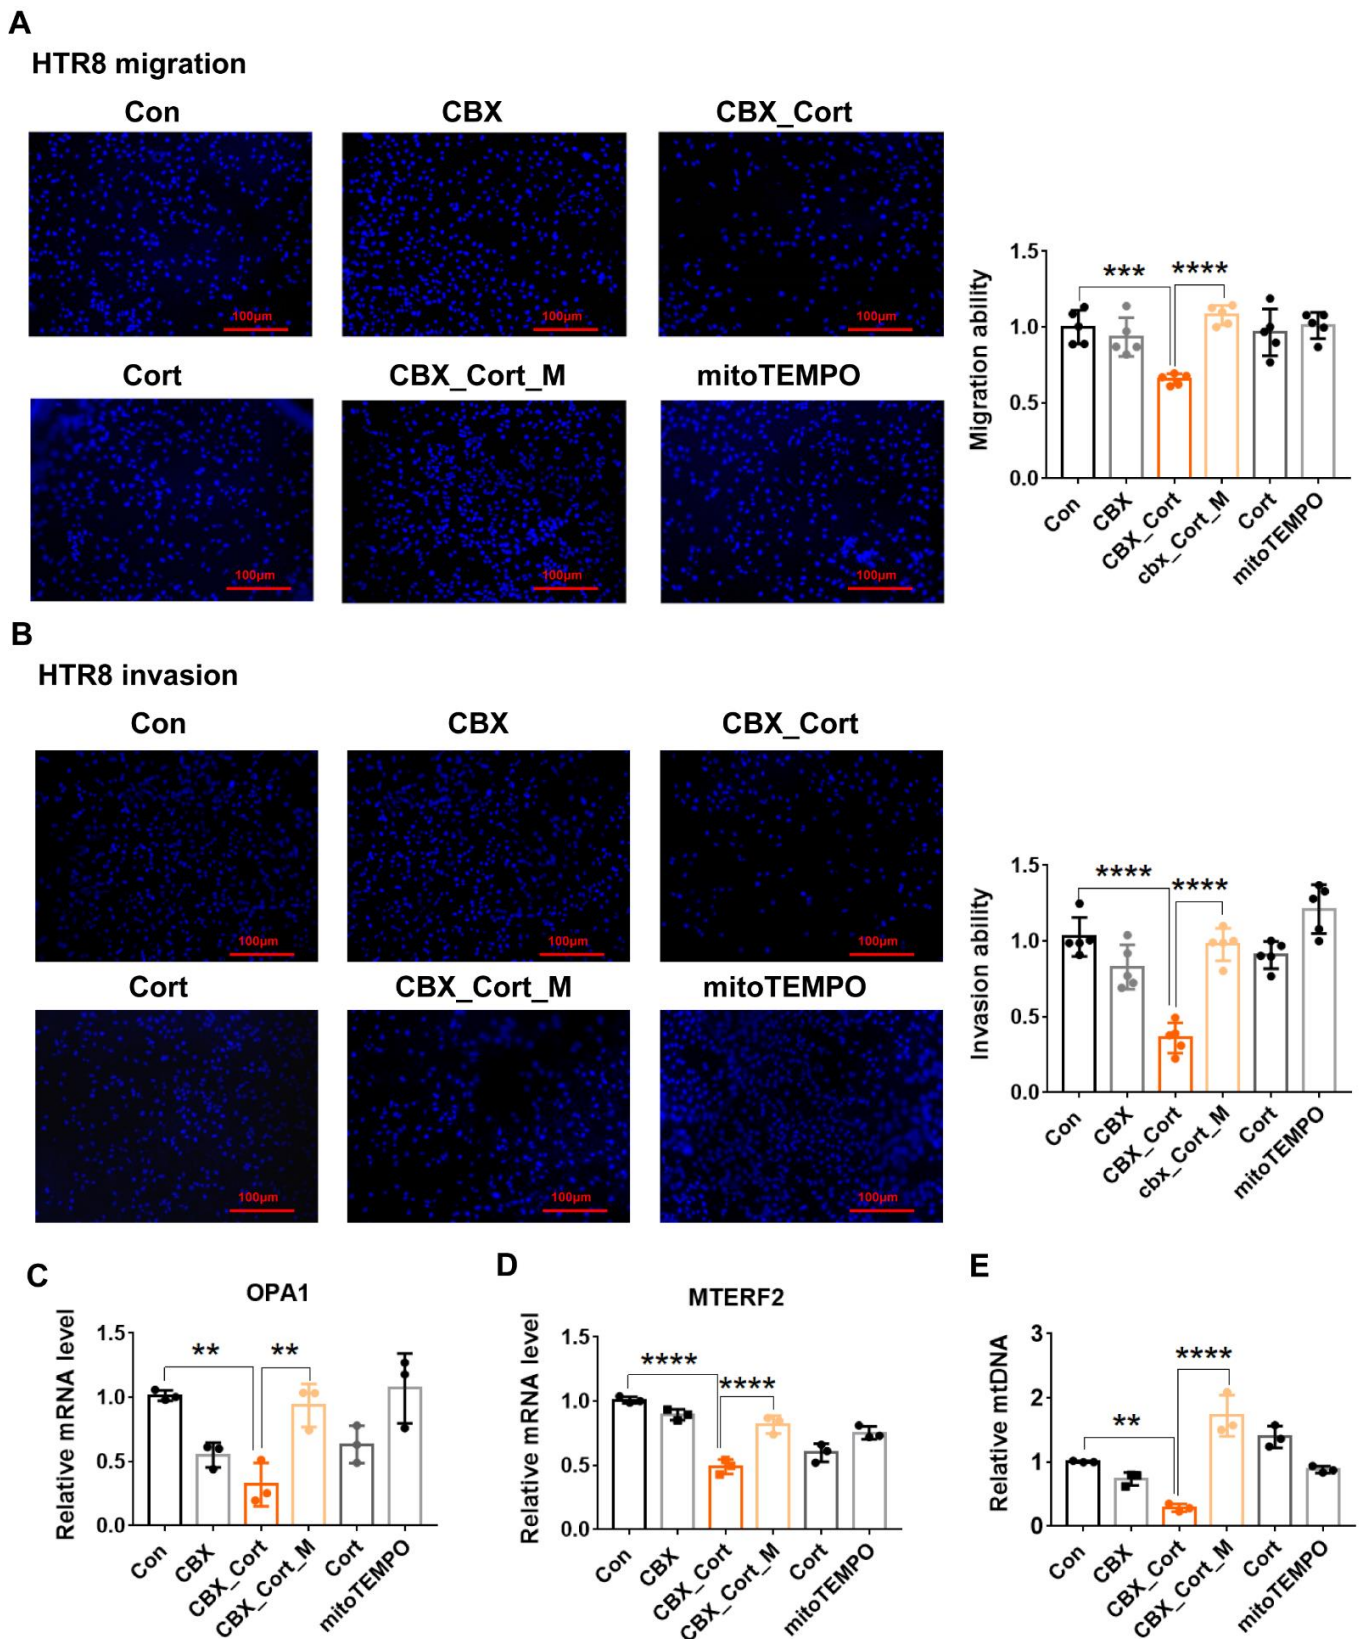 A
HTR8 migration
Con
CBX
CBX_Cort
100μm
100μm
100μm
Cort
CBX_Cort_M
mitoTEMPO
100μm
100μm
100μm
Migration ability
1.5
1.0
0.5
0.0
***
****
Con
CBX
CBX_Cort
cbx_Cort_M
Cort
mitoTEMPO
B
HTR8 invasion
Con
CBX
CBX_Cort
100μm
100μm
100μm
Cort
CBX_Cort_M
mitoTEMPO
100μm
100μm
100μm
Invasion ability
1.5
1.0
0.5
0.0
****
****
Con
CBX
CBX_Cort
cbx_Cort_M
Cort
mitoTEMPO
C
OPA1
Relative mRNA level
1.5
1.0
0.5
0.0
**
**
Con
CBX
CBX_Cort
CBX_Cort_M
Cort
mitoTEMPO
D
MTERF2
Relative mRNA level
1.5
1.0
0.5
0.0
****
****
Con
CBX
CBX_Cort
CBX_Cort_M
Cort
mitoTEMPO
E
Relative mtDNA
3
2
1
0
**
****
Con
CBX
CBX_Cort
CBX_Cort_M
Cort
mitoTEMPO